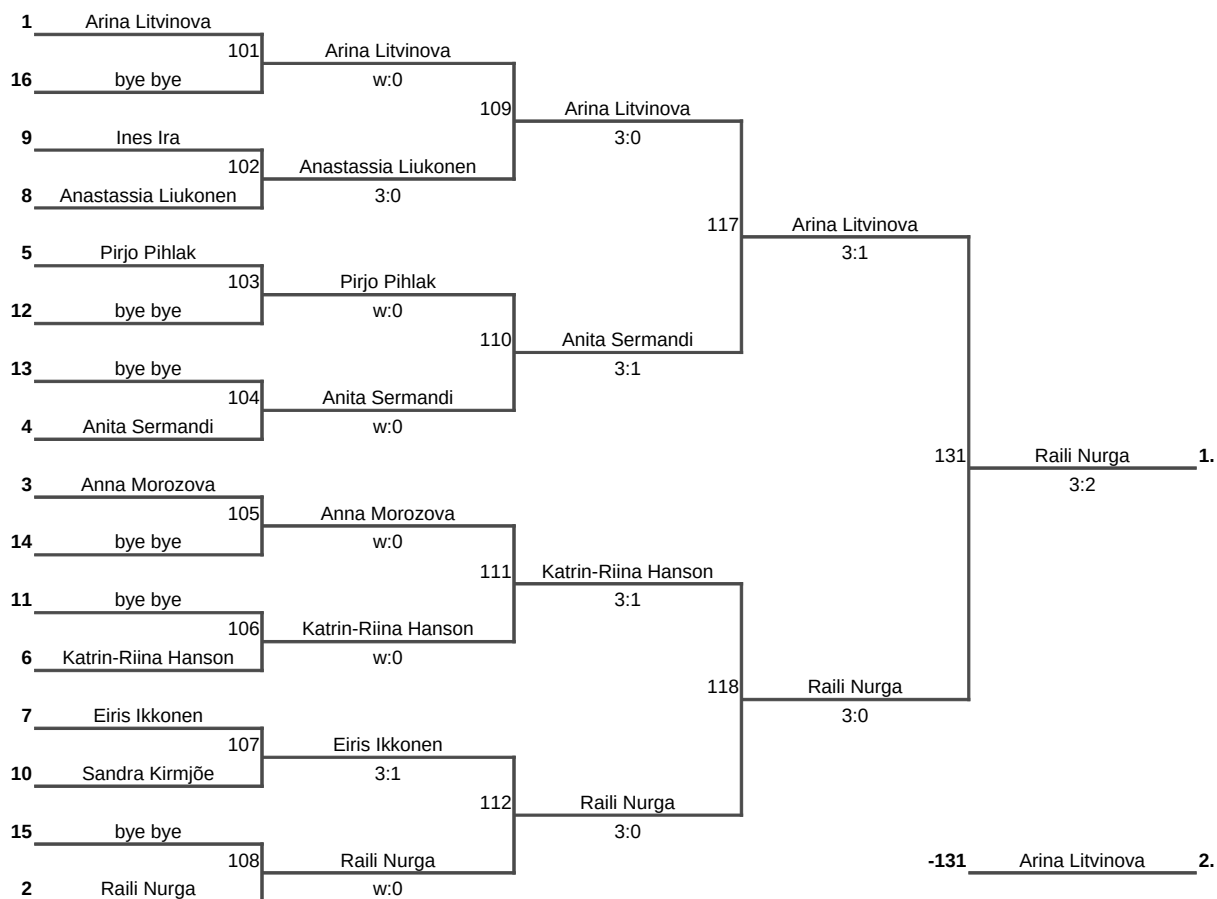 1 Arina Litvinova
101 Arina Litvinova
16 bye bye w:0
109 Arina Litvinova
9 Ines Ira 3:0
102 Anastassia Liukonen
8 Anastassia Liukonen 3:0
117 Arina Litvinova
5 Pirjo Pihlak 3:1
103 Pirjo Pihlak
12 bye bye w:0
110 Anita Sermandi
13 bye bye 3:1
104 Anita Sermandi
4 Anita Sermandi w:0
131 Raili Nurga 1.
3 Anna Morozova 3:2
105 Anna Morozova
14 bye bye w:0
111 Katrin-Riina Hanson
11 bye bye 3:1
106 Katrin-Riina Hanson
6 Katrin-Riina Hanson w:0
118 Raili Nurga
7 Eiris Ikkonen 3:0
107 Eiris Ikkonen
10 Sandra Kirmjõe 3:1
112 Raili Nurga
15 bye bye 3:0
108 Raili Nurga -131 Arina Litvinova 2.
2 Raili Nurga w:0